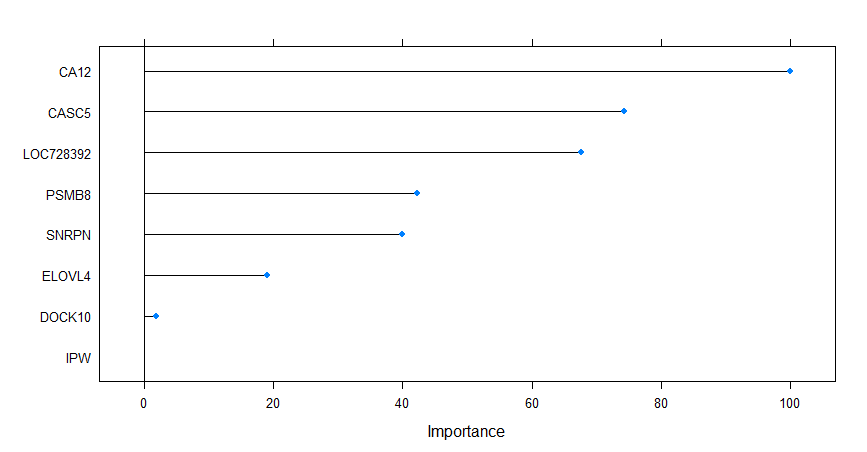 CA12
CASC5
LOC728392
PSMB8
SNRPN
ELOVL4
DOCK10
IPW
0 20 40 60 80 100
Importance